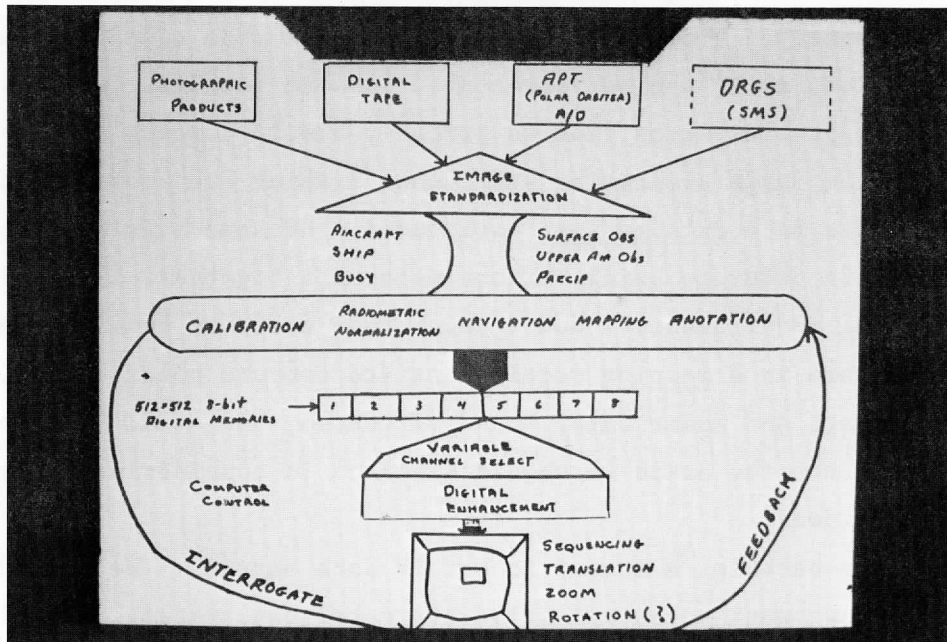 PHOTOGRAPHIC
PRODUCTS
DIGITAL
TAPE
APT
(POLAR ORBITER)
A/D
DRGS
(SMS)
IMAGE
STANDARDIZATION
AIRCRAFT
SHIP
BUOY
SURFACE OBS
UPPER AIR OBS
PRECIP
CALIBRATION RADIOMETRIC NORMALIZATION NAVIGATION MAPPING ANOTATION
512×512 8-bit
DIGITAL MEMORIES
1 2 3 4 5 6 7 8
VARIABLE
CHANNEL SELECT
DIGITAL
ENHANCEMENT
COMPUTER
CONTROL
INTERROGATE
FEEDBACK
SEQUENCING
TRANSLATION
ZOOM
ROTATION (?)